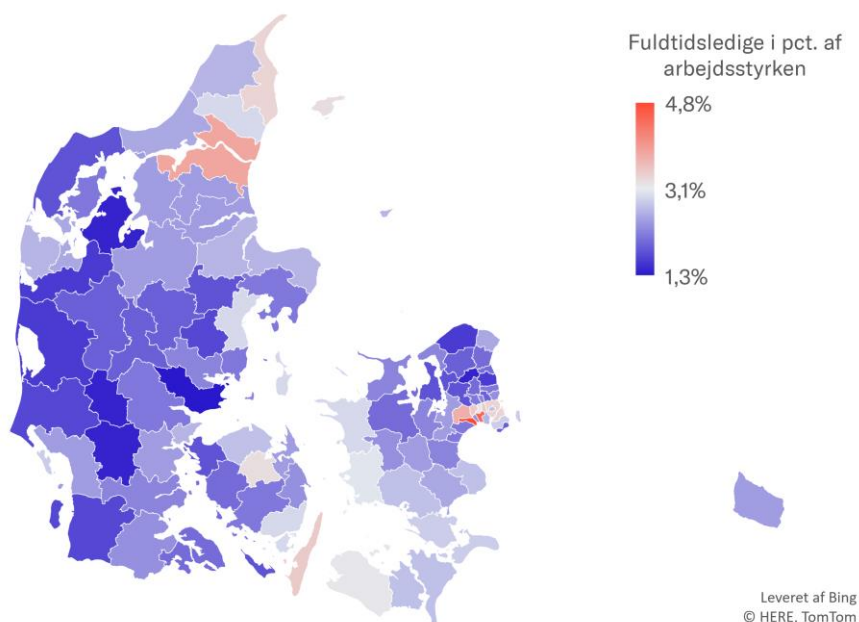 Fuldtidsledige i pct. af
arbejdsstyrken
4,8%
3,1%
1,3%
Leveret af Bing
© HERE, TomTom